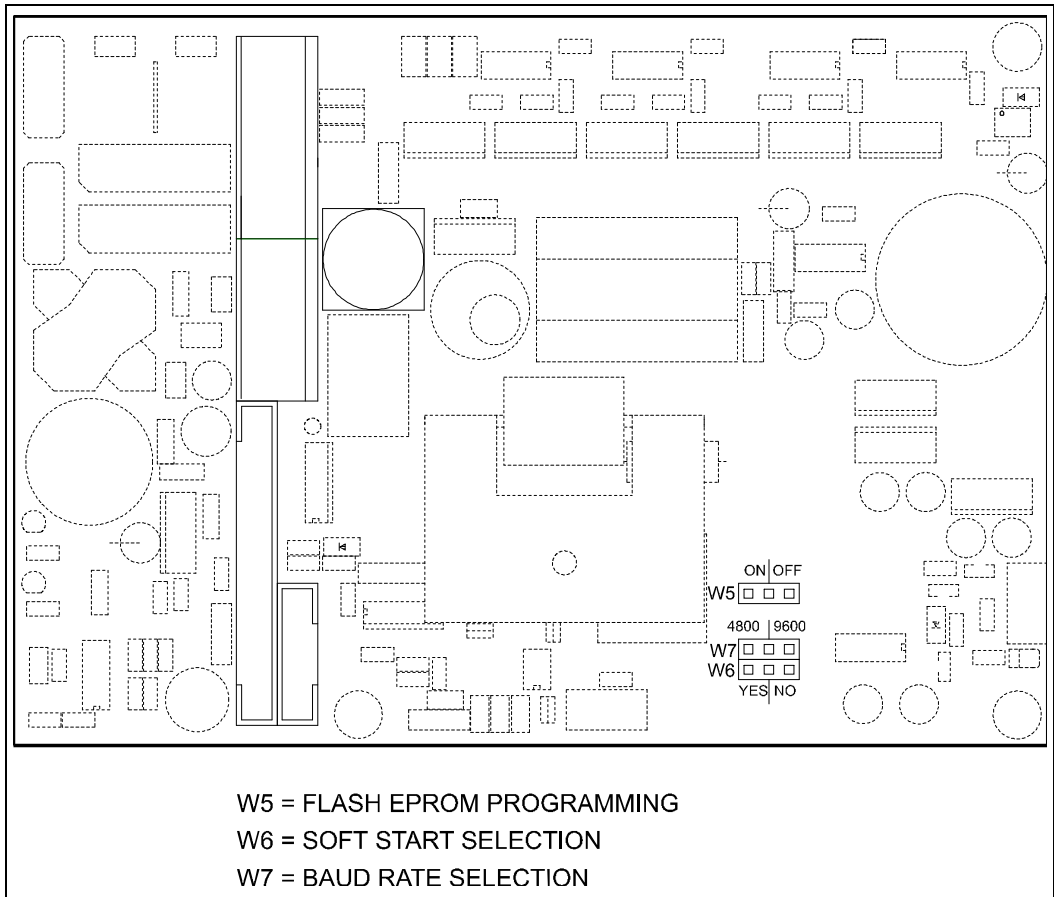 ON OFF
W5
4800 9600
W7
W6
YES NO
W5 = FLASH EPROM PROGRAMMING
W6 = SOFT START SELECTION
W7 = BAUD RATE SELECTION